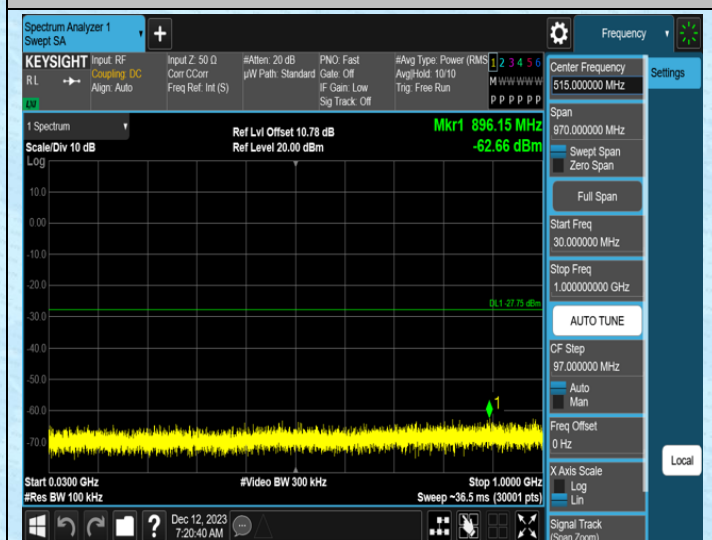 Spectrum Analyzer 1
Swept SA
Frequency
KEYSIGHT
R L
LXI
Input: RF
Coupling: DC
Align: Auto
Input Z: 50 Ω
Corr CCorr
Freq Ref: Int (S)
#Atten: 20 dB
µW Path: Standard
PNO: Fast
Gate: Off
IF Gain: Low
Sig Track: Off
#Avg Type: Power (RMS
Avg|Hold: 10/10
Trig: Free Run
1 2 3 4 5 6
M W W W W W
P P P P P P
1 Spectrum
Scale/Div 10 dB
Log
Ref Lvl Offset 10.78 dB
Ref Level 20.00 dBm
Mkr1 896.15 MHz
-62.66 dBm
10.0
0.00
-10.0
-20.0
-30.0
-40.0
-50.0
-60.0
-70.0
DL1 -27.75 dBm
1
Start 0.0300 GHz
#Res BW 100 kHz
#Video BW 300 kHz
Stop 1.0000 GHz
Sweep ~36.5 ms (30001 pts)
?
Dec 12, 2023
7:20:40 AM
Center Frequency
515.000000 MHz
Span
970.000000 MHz
Swept Span
Zero Span
Full Span
Start Freq
30.000000 MHz
Stop Freq
1.000000000 GHz
AUTO TUNE
CF Step
97.000000 MHz
Auto
Man
Freq Offset
0 Hz
X Axis Scale
Log
Lin
Signal Track
(Span Zoom)
Settings
Local